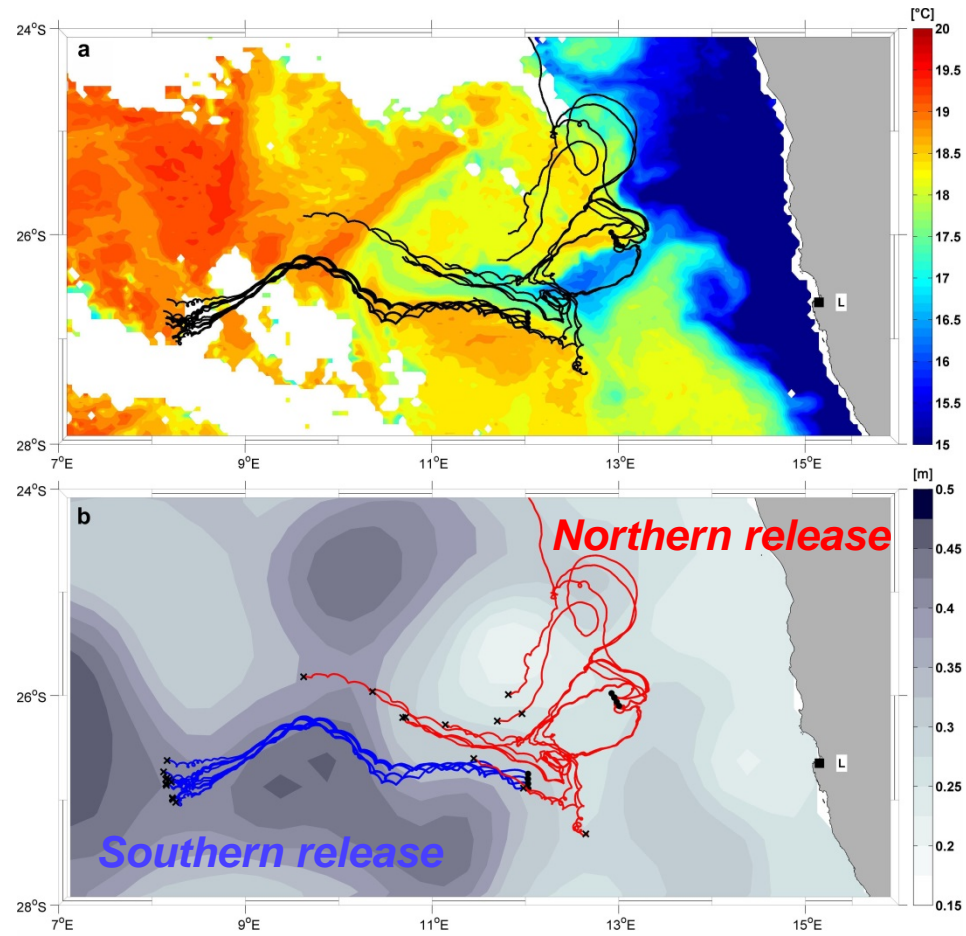 [°C]
24°S
a
20
19.5
19
18.5
26°S
18
17.5
17
L
16.5
16
15.5
28°S
15
7°E 9°E 11°E 13°E 15°E
[m]
24°S
b
0.5
Northern release
0.45
0.4
0.35
26°S
0.3
L
0.25
Southern release
0.2
28°S
0.15
7°E 9°E 11°E 13°E 15°E